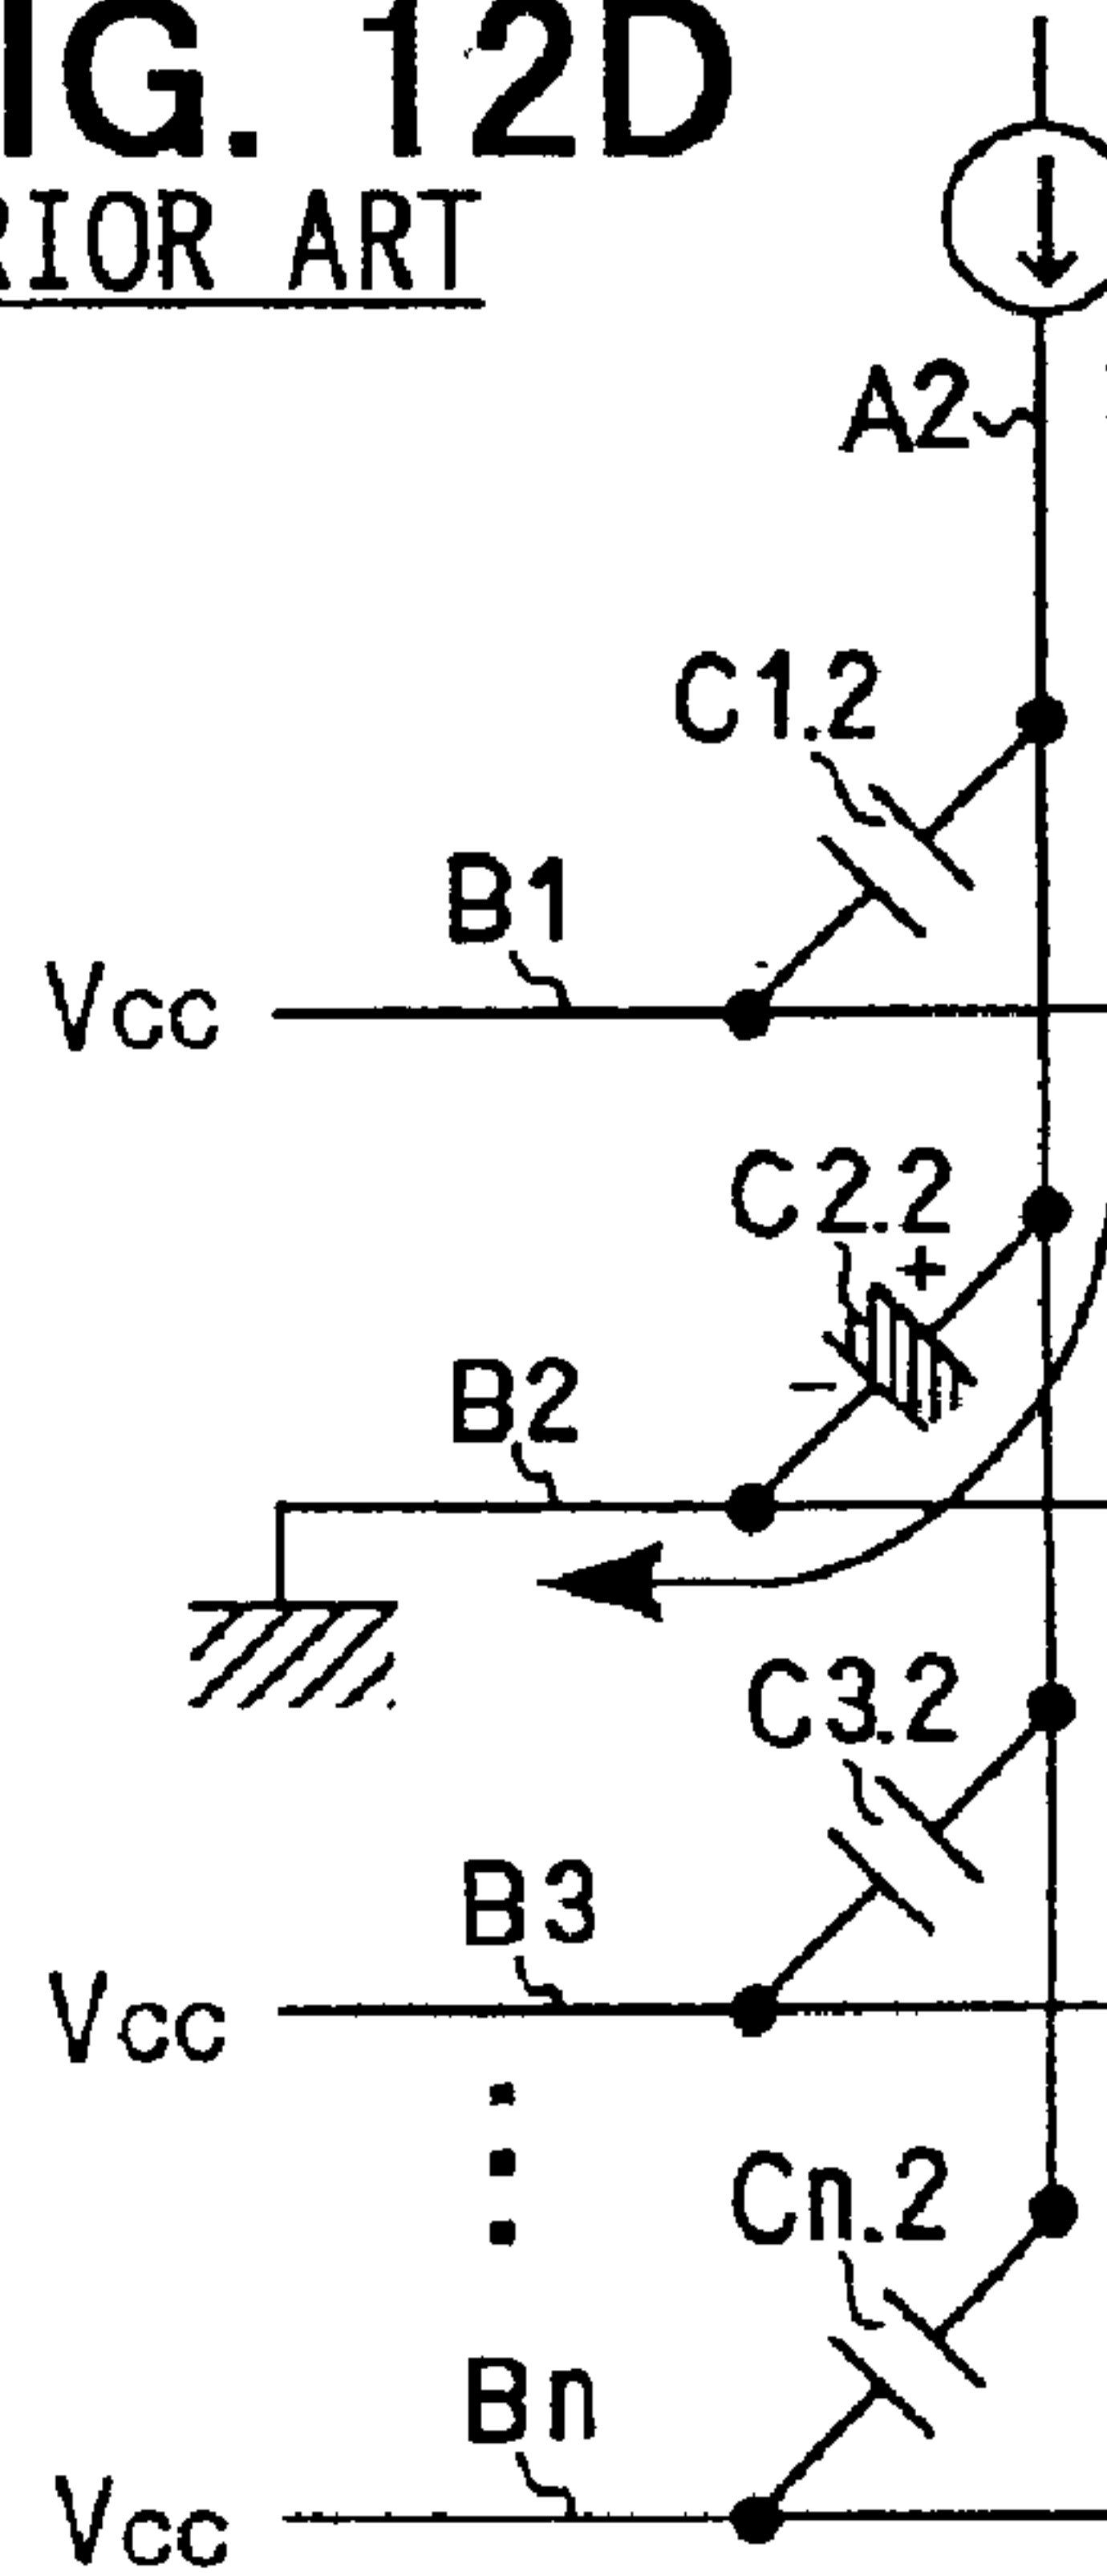 IG. 12D
RIOR ART
A2
C1.2
B1
Vcc
C2.2
+
-
B2
C3.2
B3
Vcc
Cn.2
Bn
Vcc